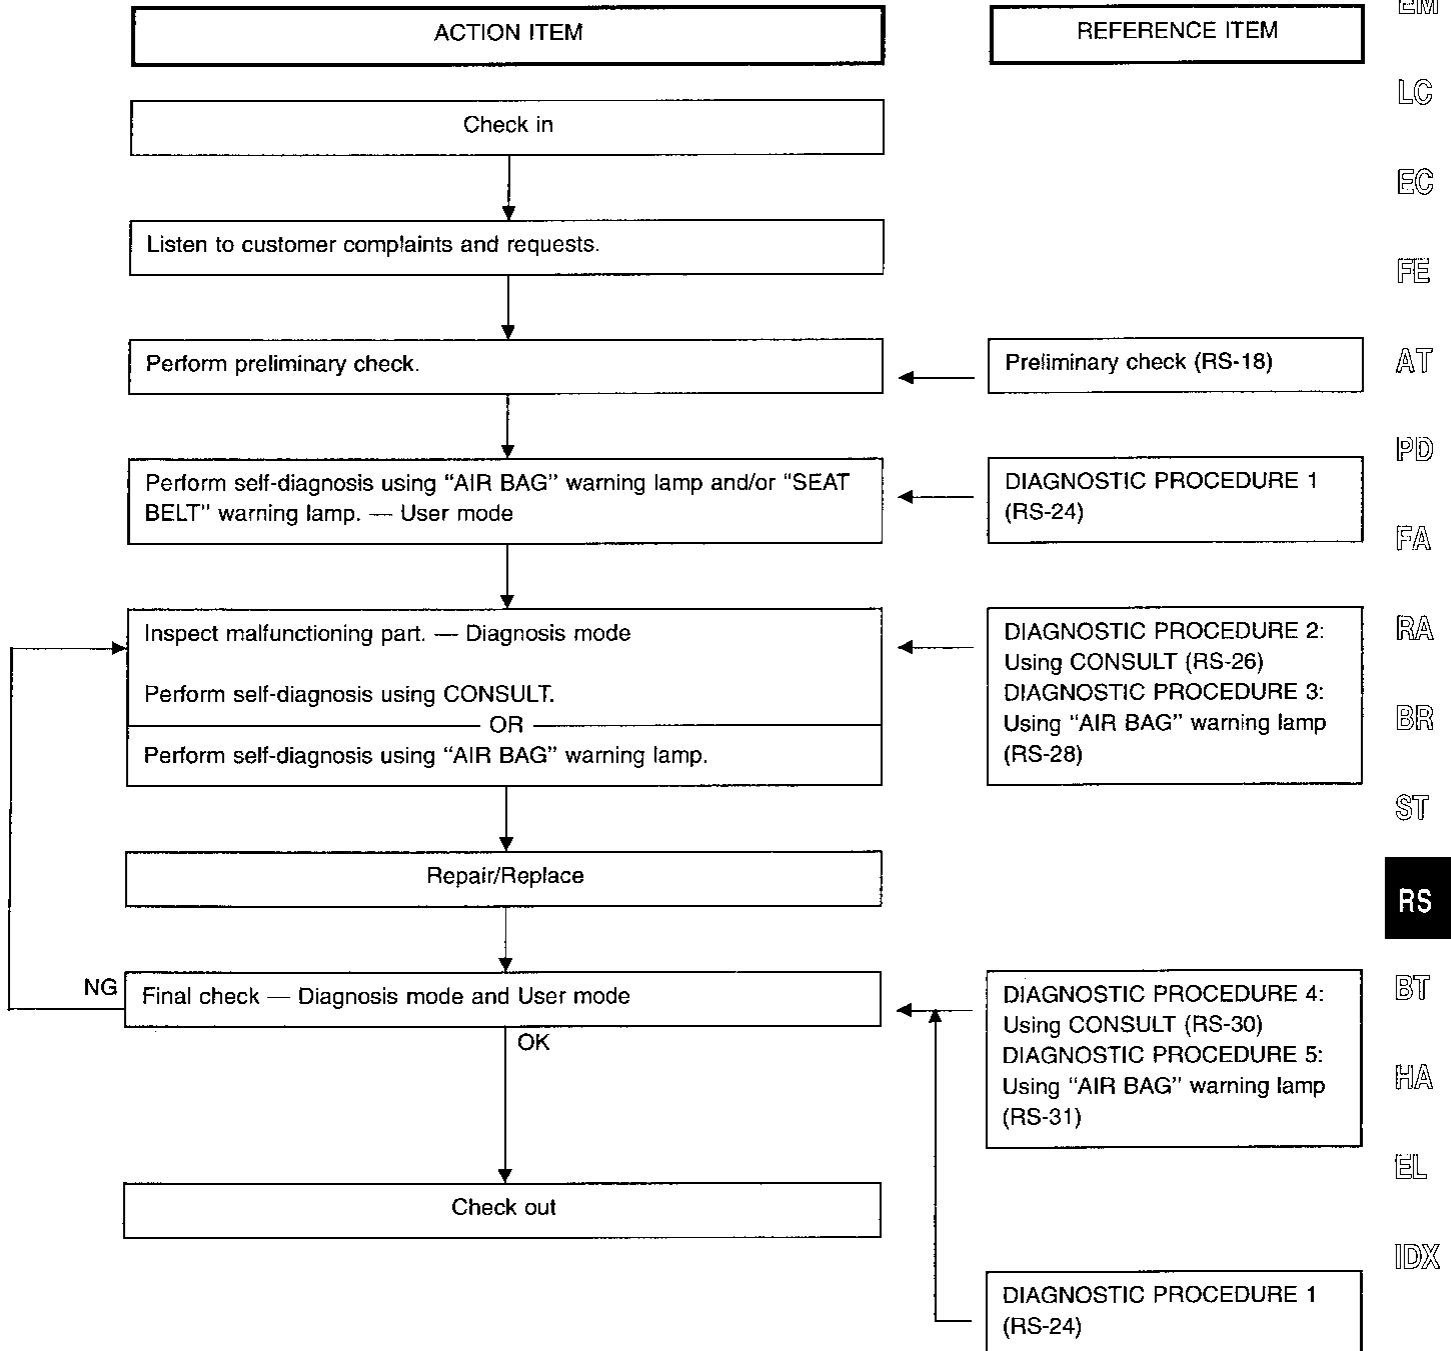 ACTION ITEM
REFERENCE ITEM
Check in
Listen to customer complaints and requests.
Perform preliminary check.
Preliminary check (RS-18)
Perform self-diagnosis using “AIR BAG” warning lamp and/or “SEAT
BELT” warning lamp. — User mode
DIAGNOSTIC PROCEDURE 1
(RS-24)
Inspect malfunctioning part. — Diagnosis mode
Perform self-diagnosis using CONSULT.
OR
Perform self-diagnosis using “AIR BAG” warning lamp.
DIAGNOSTIC PROCEDURE 2:
Using CONSULT (RS-26)
DIAGNOSTIC PROCEDURE 3:
Using “AIR BAG” warning lamp
(RS-28)
Repair/Replace
NG
Final check — Diagnosis mode and User mode
OK
DIAGNOSTIC PROCEDURE 4:
Using CONSULT (RS-30)
DIAGNOSTIC PROCEDURE 5:
Using “AIR BAG” warning lamp
(RS-31)
Check out
DIAGNOSTIC PROCEDURE 1
(RS-24)
EM
LC
EC
FE
AT
PD
FA
RA
BR
ST
RS
BT
HA
EL
IDX